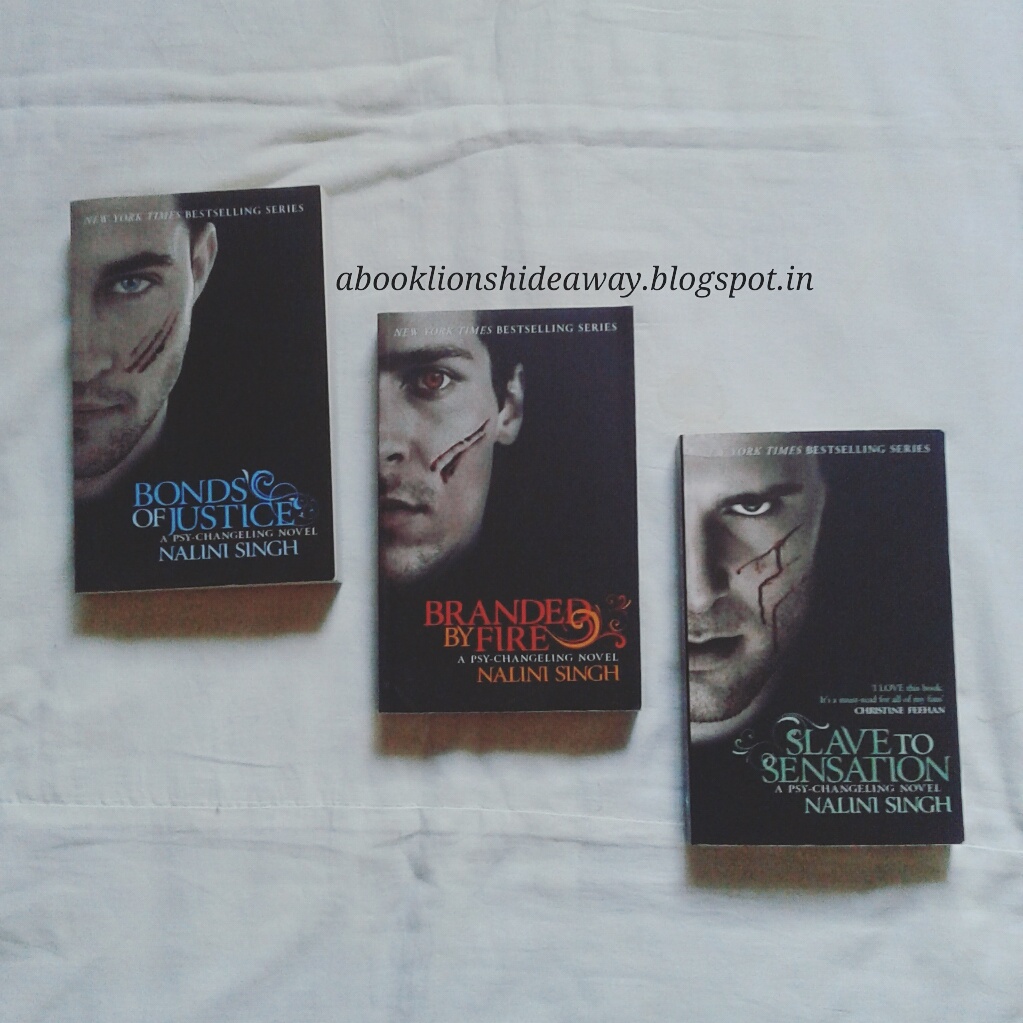 NEW YORK TIMES BESTSELLING SERIES
BONDS
OF JUSTICE
A PSY-CHANGELING NOVEL
NALINI SINGH
abooklionshideaway.blogspot.in
NEW YORK TIMES BESTSELLING SERIES
BRANDED
BY FIRE
A PSY-CHANGELING NOVEL
NALINI SINGH
NEW YORK TIMES BESTSELLING SERIES
'I LOVE this book.
It's a must-read for all of my fans'
CHRISTINE FEEHAN
SLAVE TO
SENSATION
A PSY-CHANGELING NOVEL
NALINI SINGH